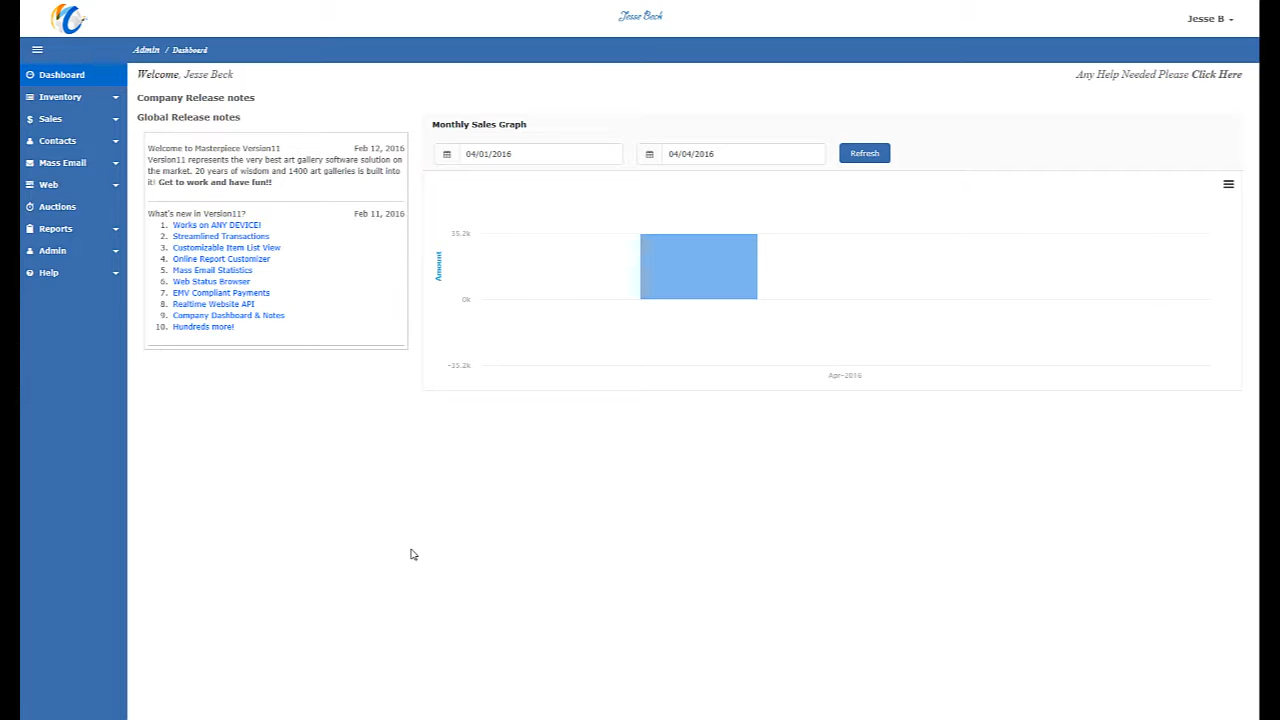 Jesse Beck
Jesse B
Admin / Dashboard
Dashboard
Inventory
Sales
Contacts
Mass Email
Web
Auctions
Reports
Admin
Help
Welcome, Jesse Beck
Any Help Needed Please Click Here
Company Release notes
Global Release notes
Welcome to Masterpiece Version11 Feb 12, 2016
Version11 represents the very best art gallery software solution on
the market. 20 years of wisdom and 1400 art galleries is built into
it! Get to work and have fun!!
What's new in Version11? Feb 11, 2016
1. Works on ANY DEVICE!
2. Streamlined Transactions
3. Customizable Item List View
4. Online Report Customizer
5. Mass Email Statistics
6. Web Status Browser
7. EMV Compliant Payments
8. Realtime Website API
9. Company Dashboard & Notes
10. Hundreds more!
Monthly Sales Graph
04/01/2016 04/04/2016 Refresh
Amount
35.2k
0k
-35.2k
Apr-2016